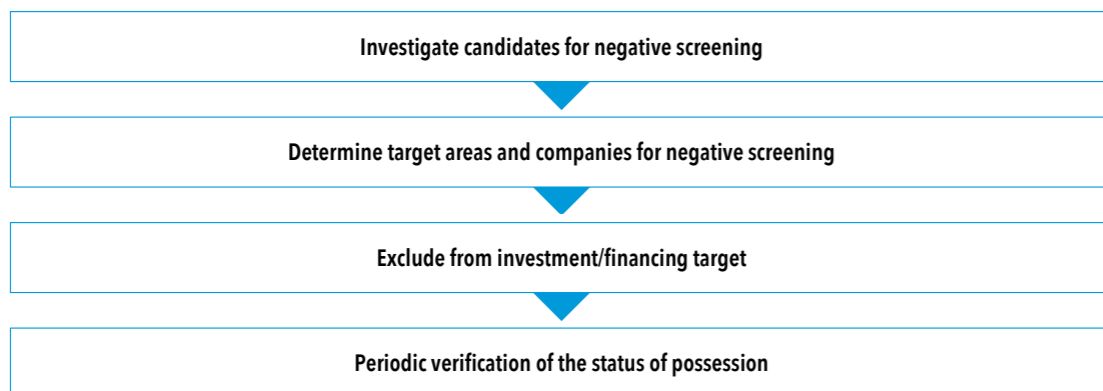 Investigate candidates for negative screening
Determine target areas and companies for negative screening
Exclude from investment/financing target
Periodic verification of the status of possession